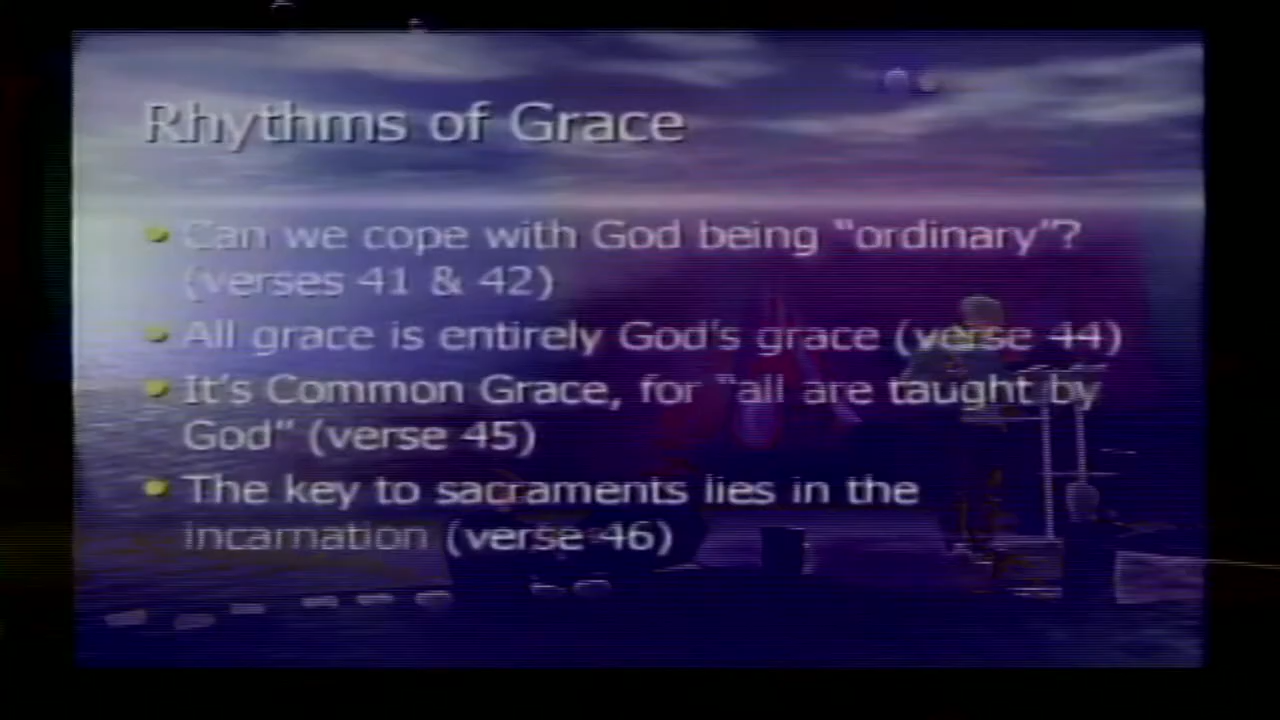 Rhythms of Grace
Can we cope with God being “ordinary”?
(verses 41 & 42)
All grace is entirely God's grace (verse 44)
It's Common Grace, for “all are taught by
God” (verse 45)
The key to sacraments lies in the
incarnation (verse 46)